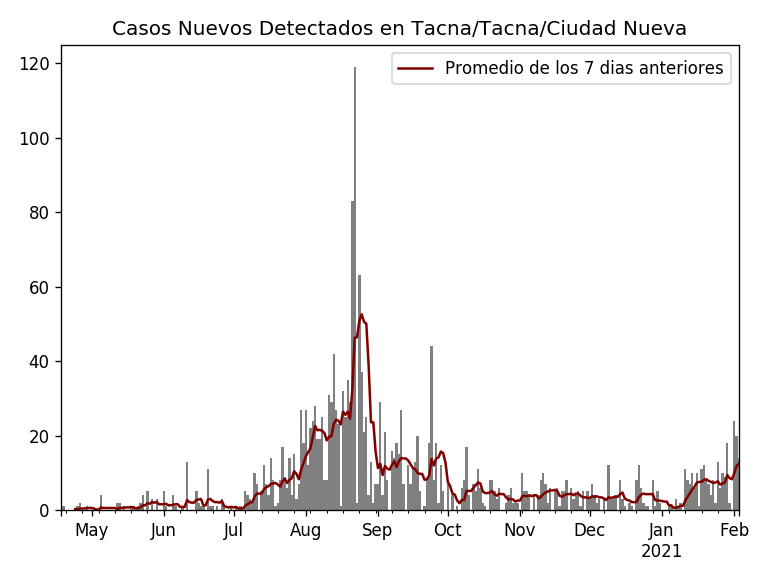 Casos Nuevos Detectados en Tacna/Tacna/Ciudad Nueva
Promedio de los 7 dias anteriores
120
100
80
60
40
20
0
May Jun Jul Aug Sep Oct Nov Dec Jan Feb
2021